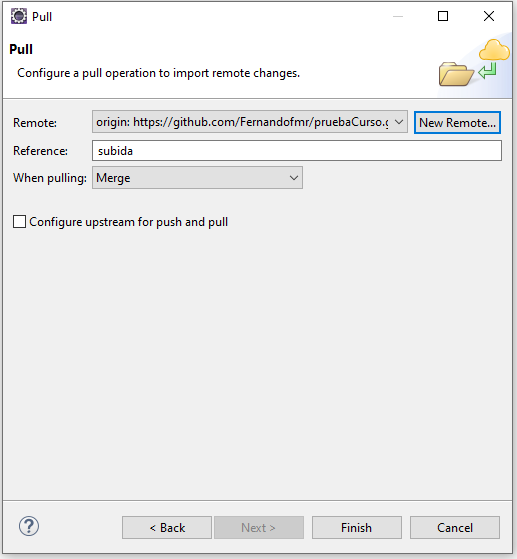 Pull
Pull
Configure a pull operation to import remote changes.
Remote: origin: https://github.com/Fernandofmr/pruebaCurso.g New Remote...
Reference: subida
When pulling: Merge
Configure upstream for push and pull
? < Back Next > Finish Cancel